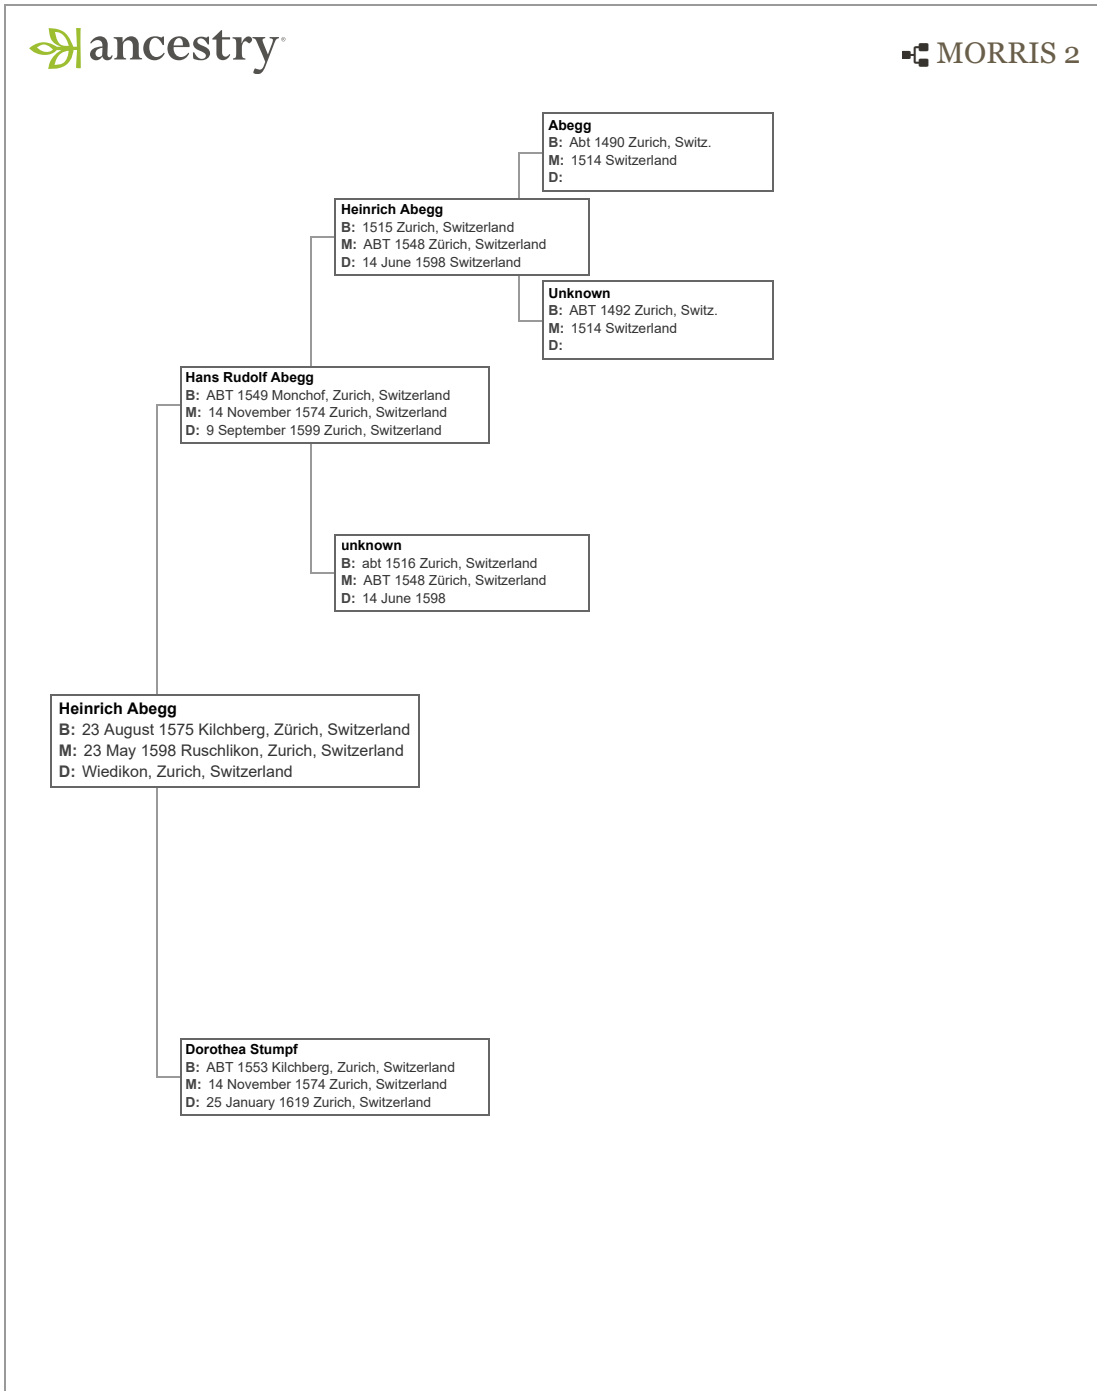 ancestry®
MORRIS 2
Abegg
B: Abt 1490 Zurich, Switz.
M: 1514 Switzerland
D:
Heinrich Abegg
B: 1515 Zurich, Switzerland
M: ABT 1548 Zürich, Switzerland
D: 14 June 1598 Switzerland
Unknown
B: ABT 1492 Zurich, Switz.
M: 1514 Switzerland
D:
Hans Rudolf Abegg
B: ABT 1549 Monchof, Zurich, Switzerland
M: 14 November 1574 Zurich, Switzerland
D: 9 September 1599 Zurich, Switzerland
unknown
B: abt 1516 Zurich, Switzerland
M: ABT 1548 Zürich, Switzerland
D: 14 June 1598
Heinrich Abegg
B: 23 August 1575 Kilchberg, Zürich, Switzerland
M: 23 May 1598 Ruschlikon, Zurich, Switzerland
D: Wiedikon, Zurich, Switzerland
Dorothea Stumpf
B: ABT 1553 Kilchberg, Zurich, Switzerland
M: 14 November 1574 Zurich, Switzerland
D: 25 January 1619 Zurich, Switzerland